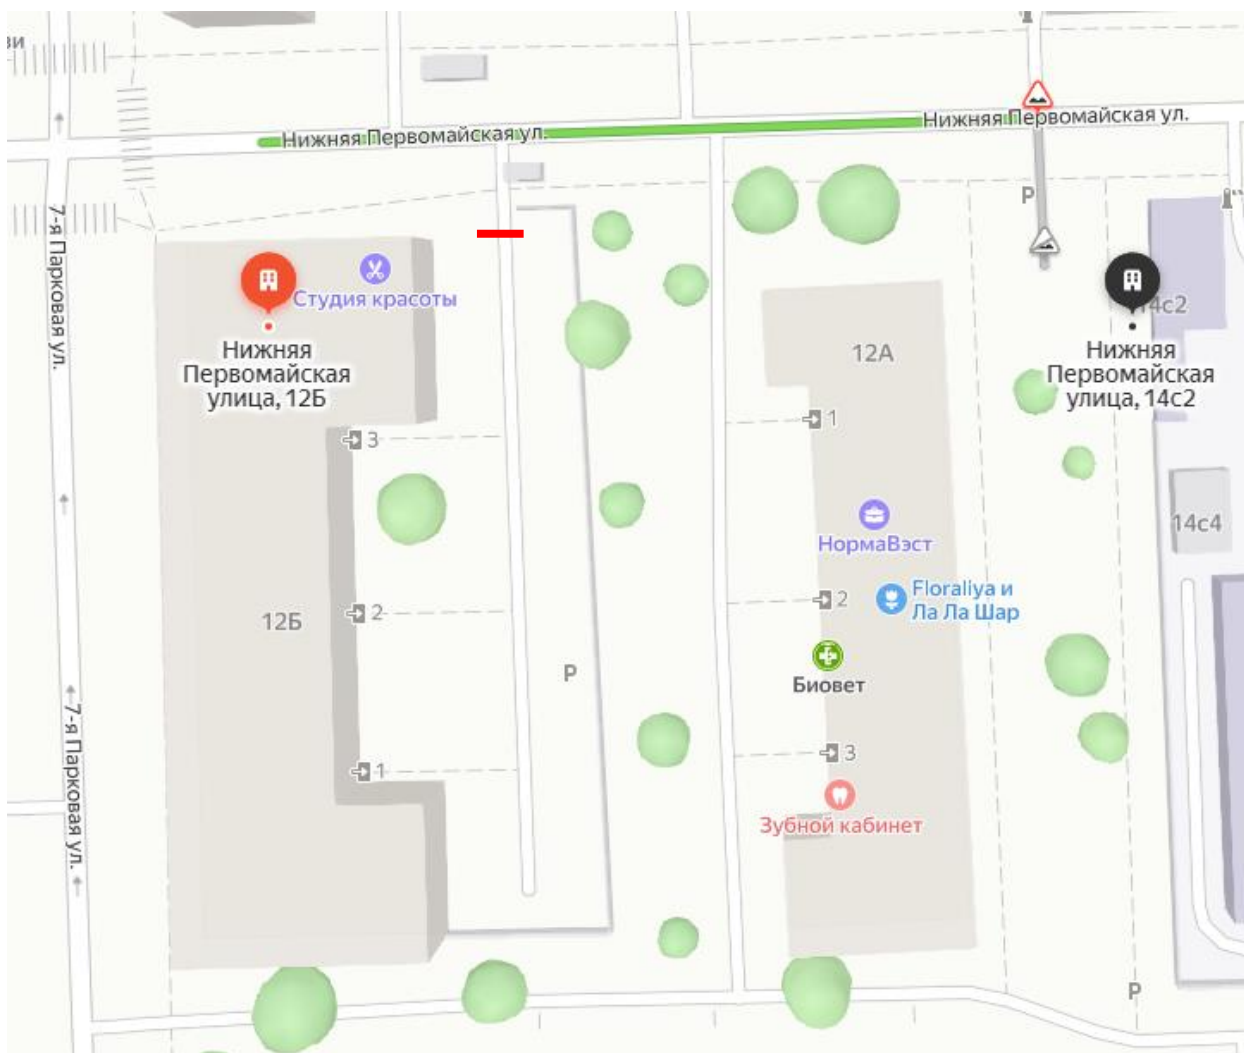 ви
Нижняя Первомайская ул.
Нижняя Первомайская ул.
7-я Парковая ул.
P
Студия красоты
Нижняя
Первомайская
улица, 12Б
12А
14с2
Нижняя
Первомайская
улица, 14с2
3
1
НормаВэст
14с4
2
2
Floraliya и
Ла Ла Шар
12Б
Биовет
P
7-я Парковая ул.
1
3
Зубной кабинет
P